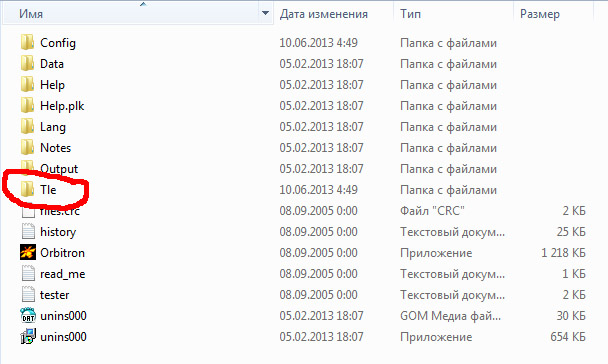 Имя Дата изменения Тип Размер
Config 10.06.2013 4:49 Папка с файлами
Data 05.02.2013 18:07 Папка с файлами
Help 05.02.2013 18:07 Папка с файлами
Help.plk 05.02.2013 18:07 Папка с файлами
Lang 05.02.2013 18:07 Папка с файлами
Notes 05.02.2013 18:07 Папка с файлами
Output 05.02.2013 18:07 Папка с файлами
Tle 10.06.2013 4:49 Папка с файлами
files.crc 08.09.2005 0:00 Файл "CRC" 2 КБ
history 08.09.2005 0:00 Текстовый докум... 25 КБ
Orbitron 08.09.2005 0:00 Приложение 1 218 КБ
read_me 08.09.2005 0:00 Текстовый докум... 1 КБ
tester 08.09.2005 0:00 Текстовый докум... 2 КБ
unins000 05.02.2013 18:07 GOM Медиа фай... 30 КБ
unins000 05.02.2013 18:07 Приложение 654 КБ